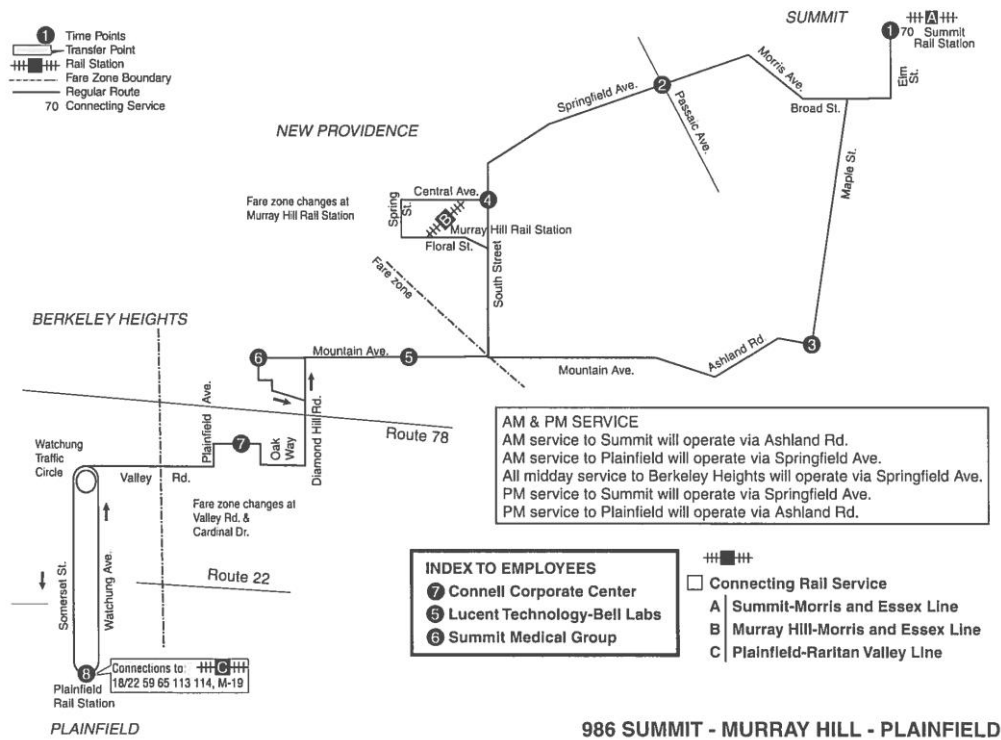 1 Time Points
Transfer Point
Rail Station
Fare Zone Boundary
Regular Route
70 Connecting Service
SUMMIT
A
1
70 Summit
Rail Station
Elm
St.
Morris Ave.
Broad St.
Springfield Ave.
2
Passaic Ave.
Maple St.
NEW PROVIDENCE
Fare zone changes at
Murray Hill Rail Station
Central Ave.
4
Spring
St.
B
Murray Hill Rail Station
Floral St.
South Street
Fare zone
3
Ashland Rd.
BERKELEY HEIGHTS
6
Mountain Ave.
5
Mountain Ave.
Plainfield Ave.
7
Oak
Way
Diamond Hill Rd.
Route 78
Watchung
Traffic
Circle
Valley Rd.
Fare zone changes at
Valley Rd. &
Cardinal Dr.
Route 22
Somerset St.
Watchung Ave.
8
Plainfield
Rail Station
Connections to: C
18/22 59 65 113 114, M-19
PLAINFIELD
AM & PM SERVICE
AM service to Summit will operate via Ashland Rd.
AM service to Plainfield will operate via Springfield Ave.
All midday service to Berkeley Heights will operate via Springfield Ave.
PM service to Summit will operate via Springfield Ave.
PM service to Plainfield will operate via Ashland Rd.
INDEX TO EMPLOYEES
7 Connell Corporate Center
5 Lucent Technology-Bell Labs
6 Summit Medical Group
Connecting Rail Service
A Summit-Morris and Essex Line
B Murray Hill-Morris and Essex Line
C Plainfield-Raritan Valley Line
986 SUMMIT - MURRAY HILL - PLAINFIELD